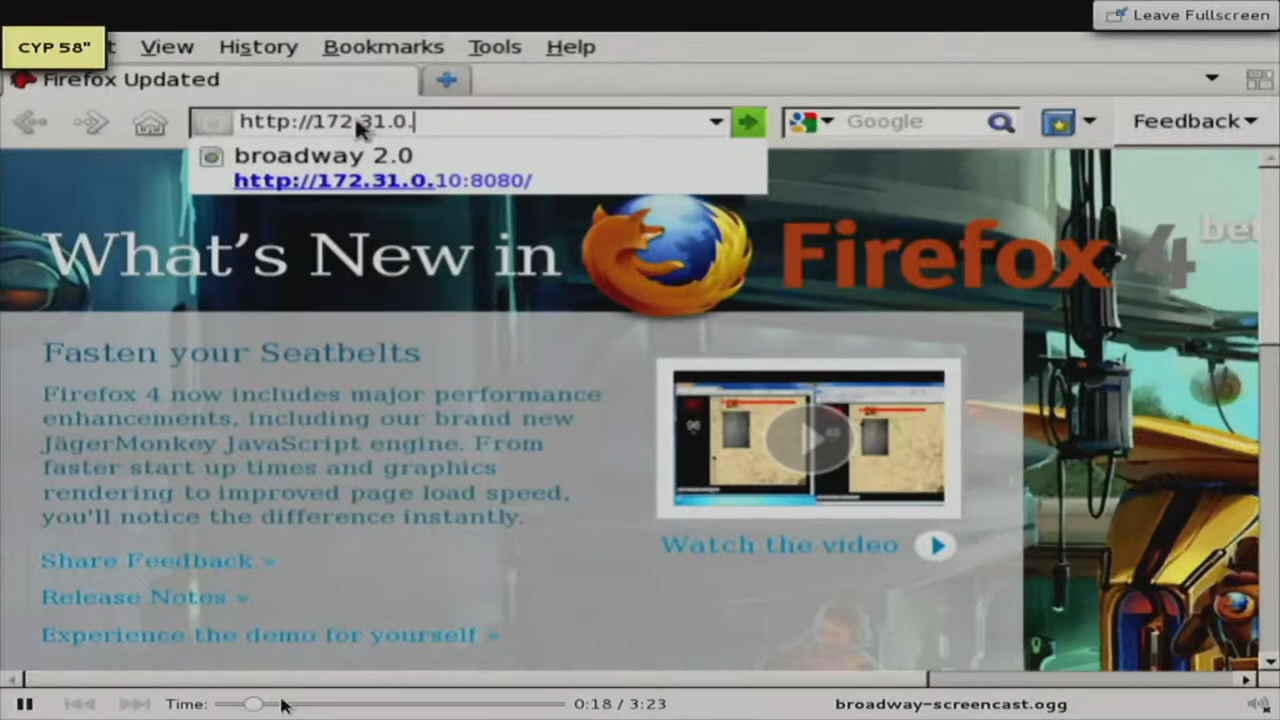 Leave Fullscreen
CYP 58"
View History Bookmarks Tools Help
Firefox Updated
http://172.31.0.
Google
Feedback
broadway 2.0
http://172.31.0.10:8080/
What's New in Firefox 4 bet
Fasten your Seatbelts
Firefox 4 now includes major performance
enhancements, including our brand new
JägerMonkey JavaScript engine. From
faster start up times and graphics
rendering to improved page load speed,
you'll notice the difference instantly.
Watch the video
Share Feedback »
Release Notes »
Experience the demo for yourself »
Time:
0:18 / 3:23
broadway-screencast.ogg